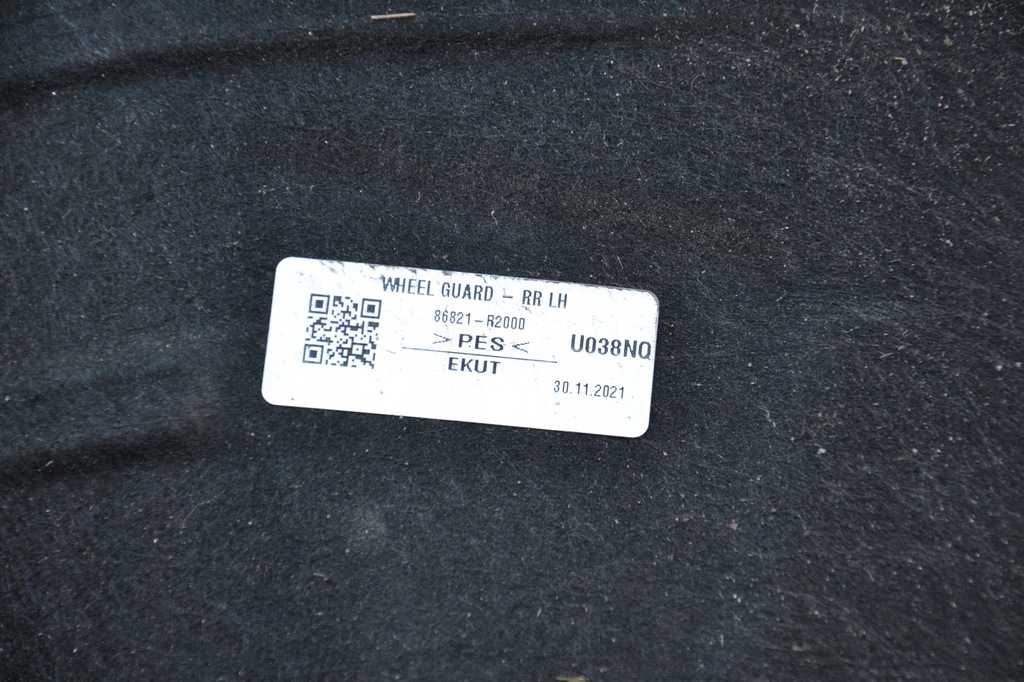 WHEEL GUARD - RR LH
86821-R2000
>PES<
U038NQ
EKUT
30.11.2021